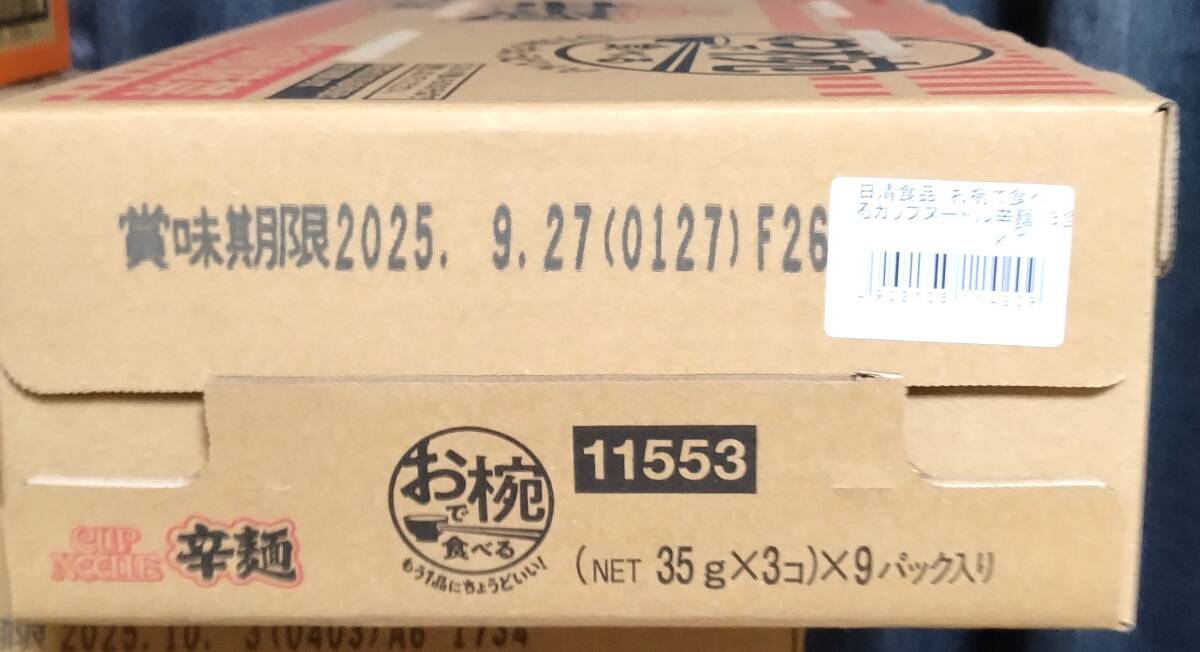 賞味期限2025. 9.27(0127)F26
日清食品 お椀で食べ
るカップヌードル辛麺 3食
11553
お椀で
食べる
もう1品にちょうどいい!
CUP
NOODLE
辛麺
(NET 35g×3コ)×9パック入り
2025.10. 3(0403)A6 1734